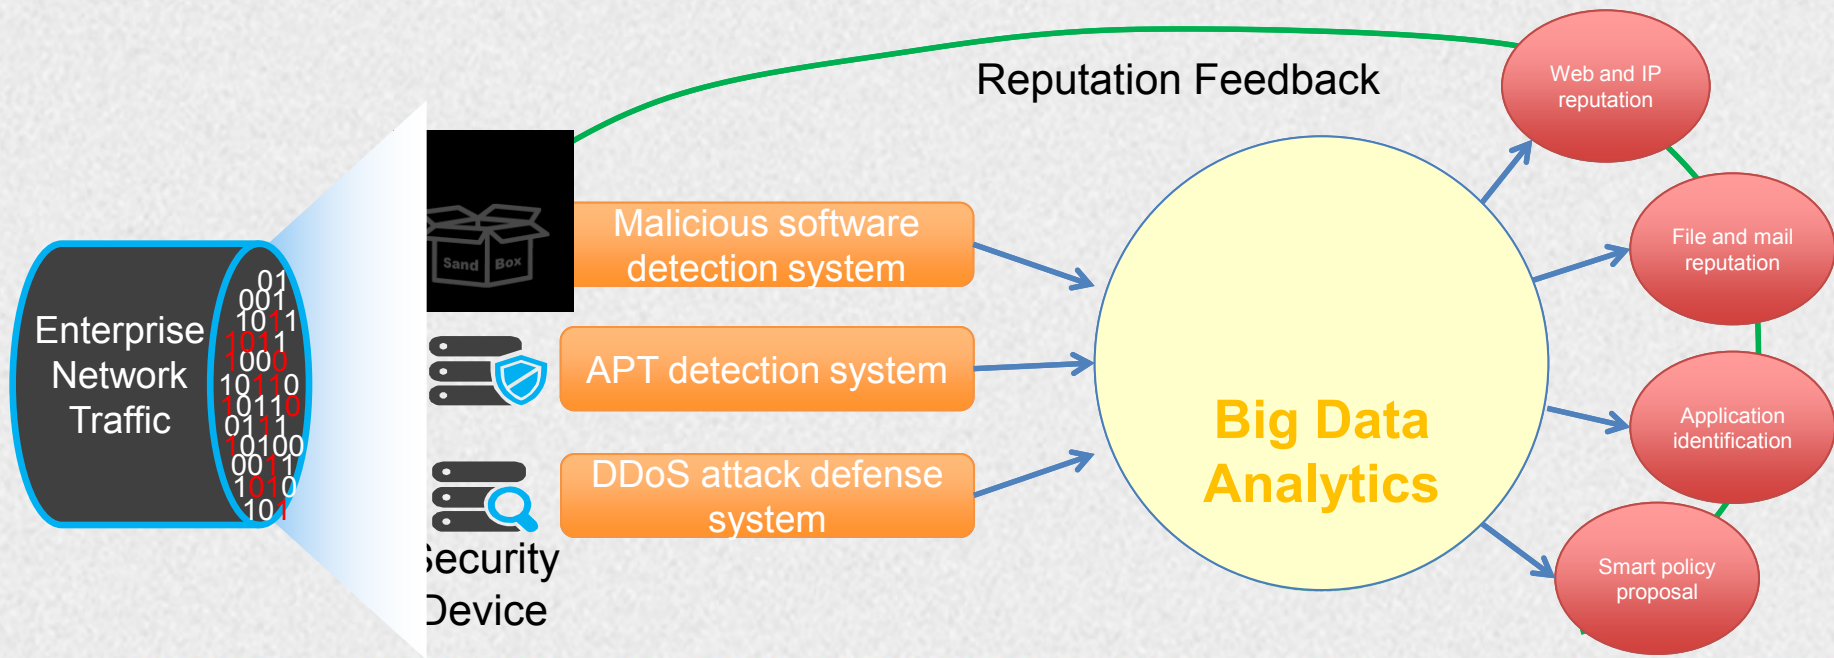 Reputation Feedback
Web and IP
reputation
Malicious software
detection system
File and mail
reputation
Sand Box
Enterprise
Network
Traffic
01
001
1011
1011
1000
10110
10110
0111
10100
0011
1010
101
APT detection system
Big Data
Analytics
Application
identification
DDoS attack defense
system
Security
Device
Smart policy
proposal